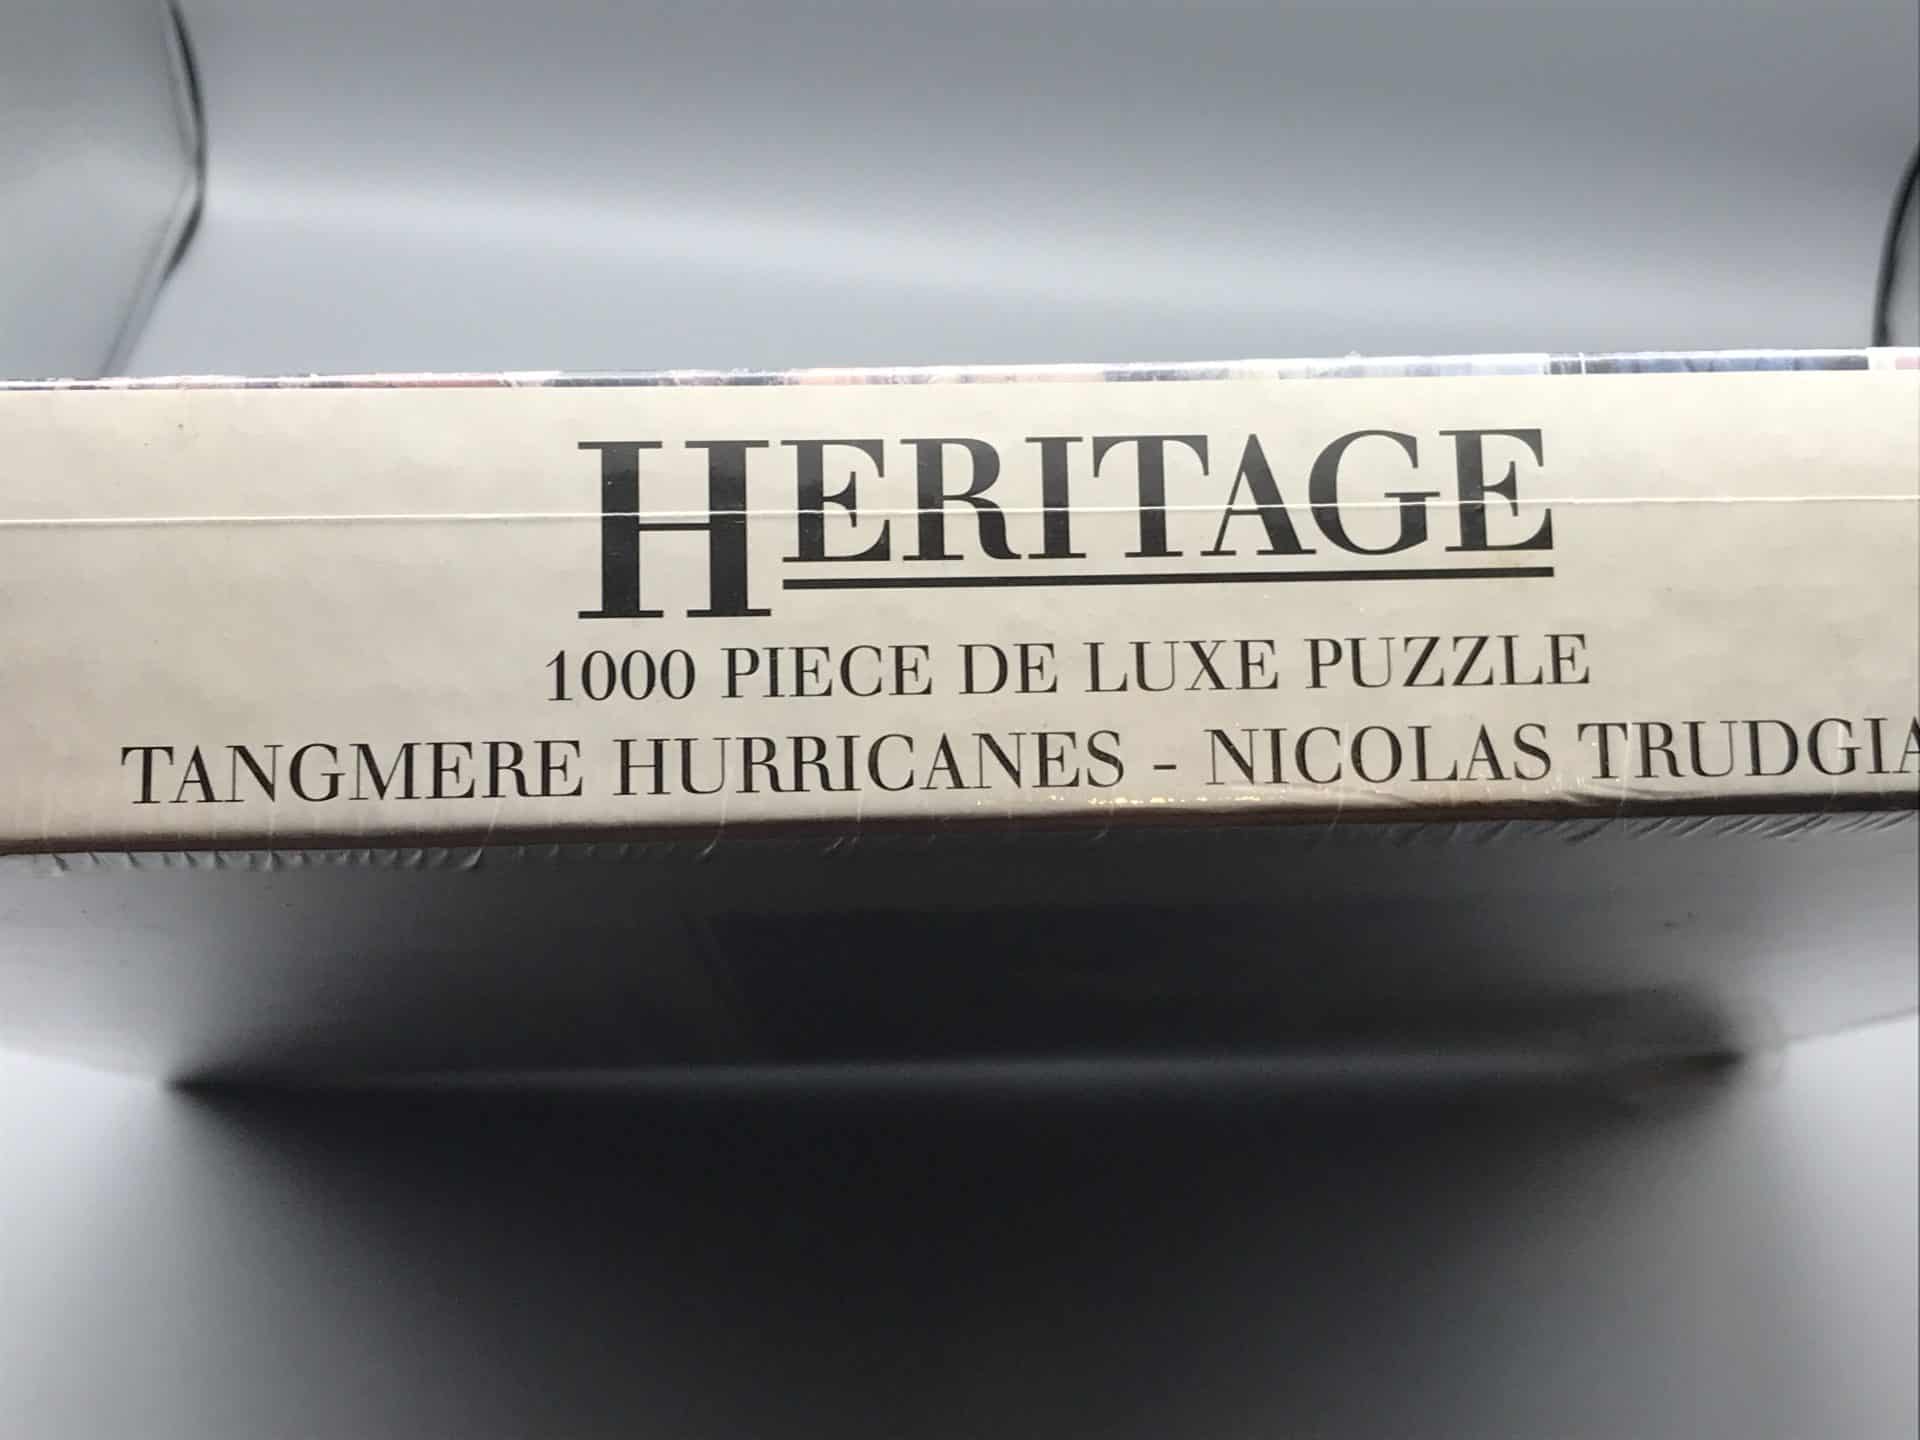 HERITAGE
1000 PIECE DE LUXE PUZZLE
TANGMERE HURRICANES - NICOLAS TRUDGIA